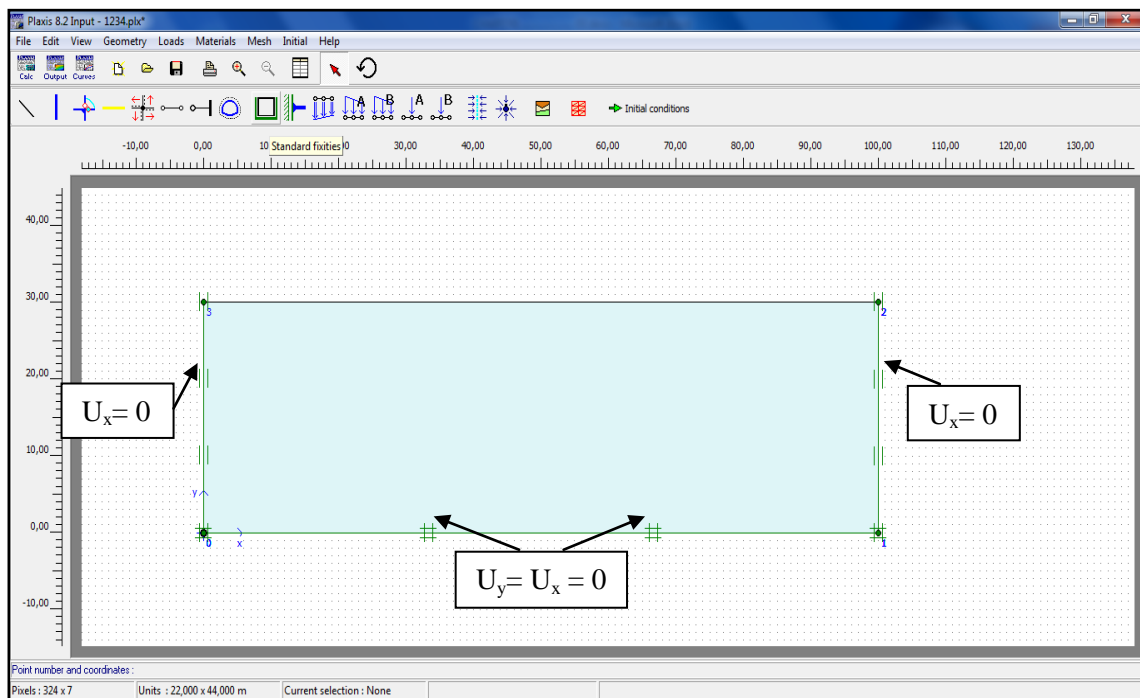 Plaxis 8.2 Input - 1234.plx*
File Edit View Geometry Loads Materials Mesh Initial Help
Calc Output Curves
A B A B Initial conditions
-10,00 0,00 10 Standard fixities 0 30,00 40,00 50,00 60,00 70,00 80,00 90,00 100,00 110,00 120,00 130,00
40,00
30,00
3 2
20,00
Uₓ= 0 Uₓ= 0
10,00
y
0,00
0 x 1
Uᵧ= Uₓ = 0
-10,00
Point number and coordinates :
Pixels : 324 x 7 Units : 22,000 x 44,000 m Current selection : None